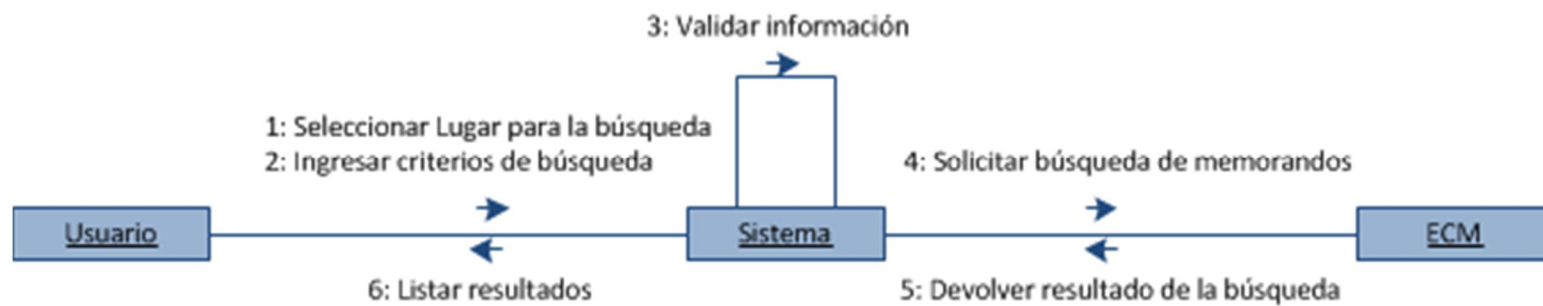 3: Validar información
1: Seleccionar Lugar para la búsqueda
2: Ingresar criterios de búsqueda
4: Solicitar búsqueda de memorandos
Usuario
Sistema
ECM
6: Listar resultados
5: Devolver resultado de la búsqueda